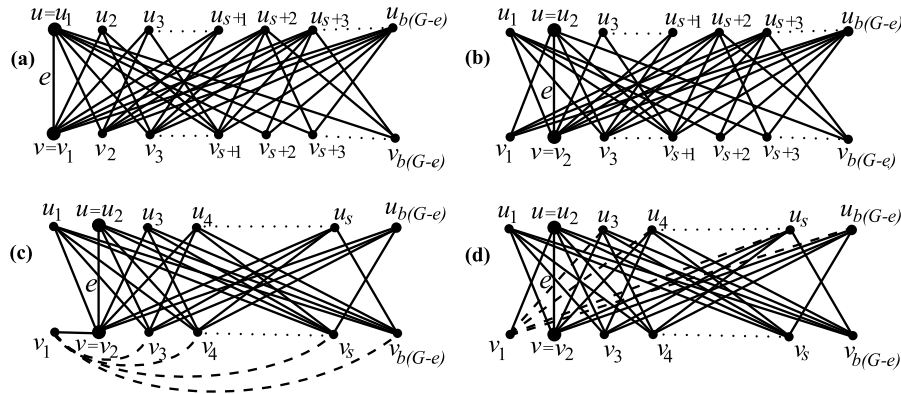 u=u1 u2 u3 us+1 us+2 us+3 ub(G-e)
(a)
e
v=v1 v2 v3 vs+1 vs+2 vs+3 vb(G-e)
u1 u=u2 u3 us+1 us+2 us+3 ub(G-e)
(b)
e
v1 v=v2 v3 vs+1 vs+2 vs+3 vb(G-e)
u1 u=u2 u3 u4 us ub(G-e)
(c)
e
v1 v=v2 v3 v4 vs vb(G-e)
u1 u=u2 u3 u4 us ub(G-e)
(d)
e
v1 v=v2 v3 v4 vs vb(G-e)